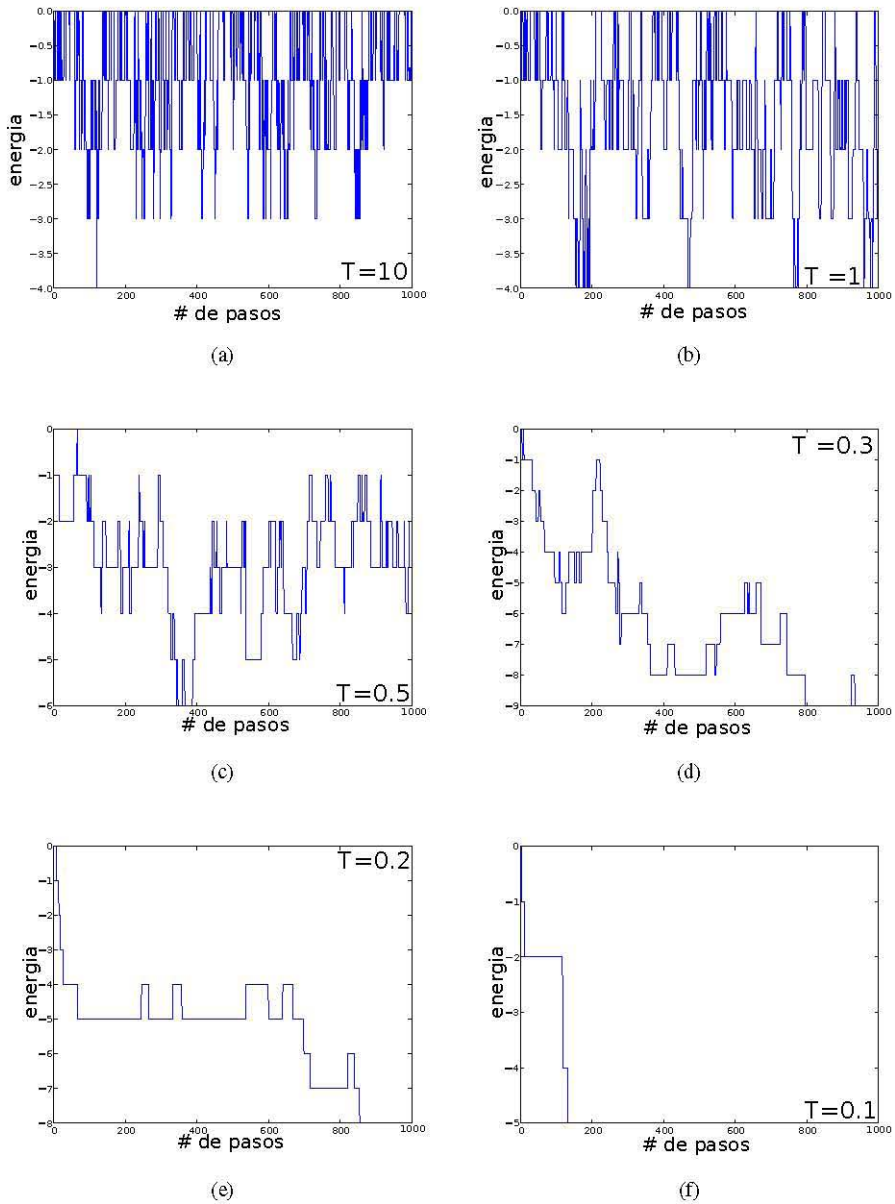 0.0
−0.5
−1.0
−1.5
−2.0
−2.5
−3.0
−3.5
−4.0
energia
0 200 400 600 800 1000
# de pasos
T=10
(a)
0.0
−0.5
−1.0
−1.5
−2.0
−2.5
−3.0
−3.5
−4.0
energia
0 200 400 600 800 1000
# de pasos
T =1
(b)
0
−1
−2
−3
−4
−5
−6
energia
0 200 400 600 800 1000
# de pasos
T=0.5
(c)
0
−1
−2
−3
−4
−5
−6
−7
−8
−9
energia
0 200 400 600 800 1000
# de pasos
T =0.3
(d)
0
−1
−2
−3
−4
−5
−6
−7
−8
energia
0 200 400 600 800 1000
# de pasos
T=0.2
(e)
0
−1
−2
−3
−4
−5
energia
0 200 400 600 800 1000
# de pasos
T=0.1
(f)